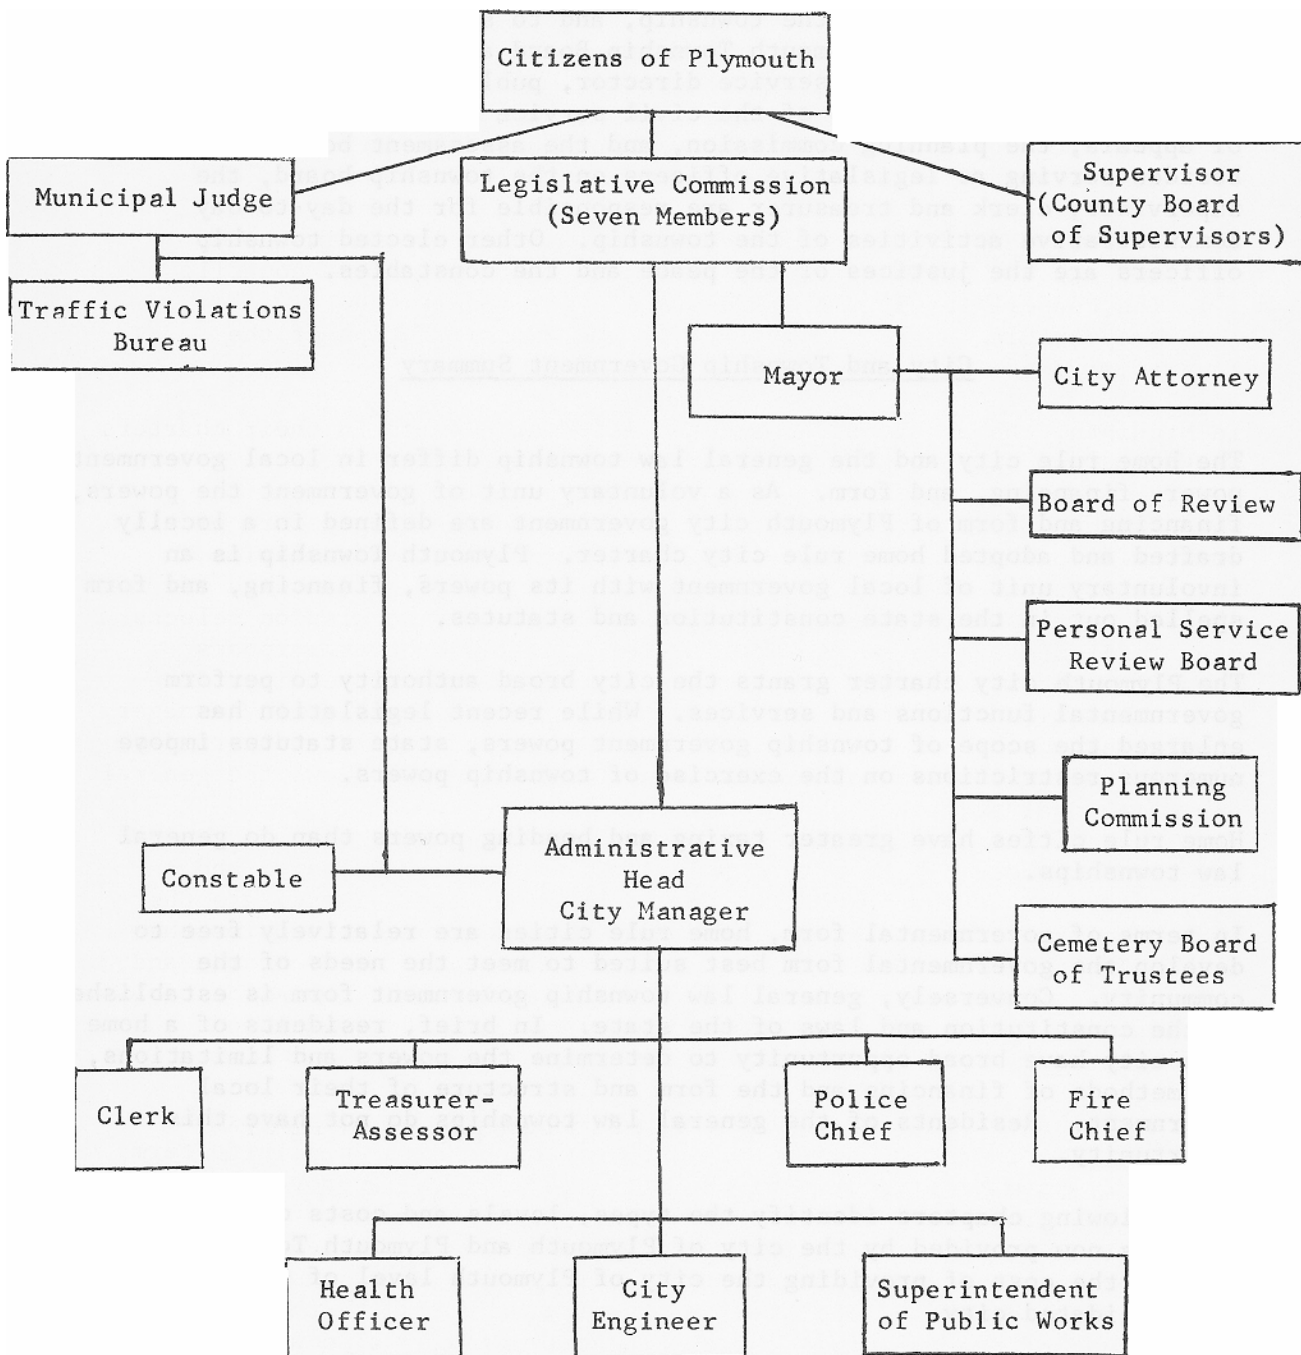 Citizens of Plymouth
Municipal Judge
Legislative Commission
(Seven Members)
Supervisor
(County Board
of Supervisors)
Traffic Violations
Bureau
Mayor
City Attorney
Board of Review
Personal Service
Review Board
Planning
Commission
Constable
Administrative
Head
City Manager
Cemetery Board
of Trustees
Clerk
Treasurer-
Assessor
Police
Chief
Fire
Chief
Health
Officer
City
Engineer
Superintendent
of Public Works